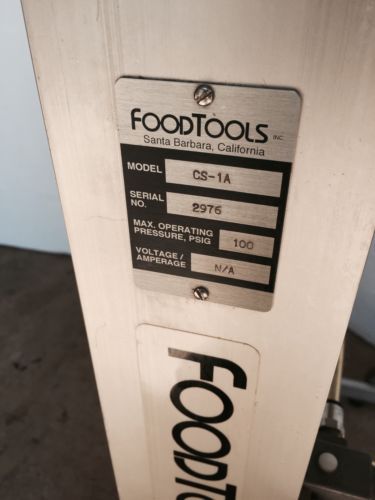 FOODTOOLS INC
Santa Barbara, California
MODEL CS-1A
SERIAL NO. 2976
MAX. OPERATING PRESSURE, PSIG 100
VOLTAGE / AMPERAGE N/A
FOODTO